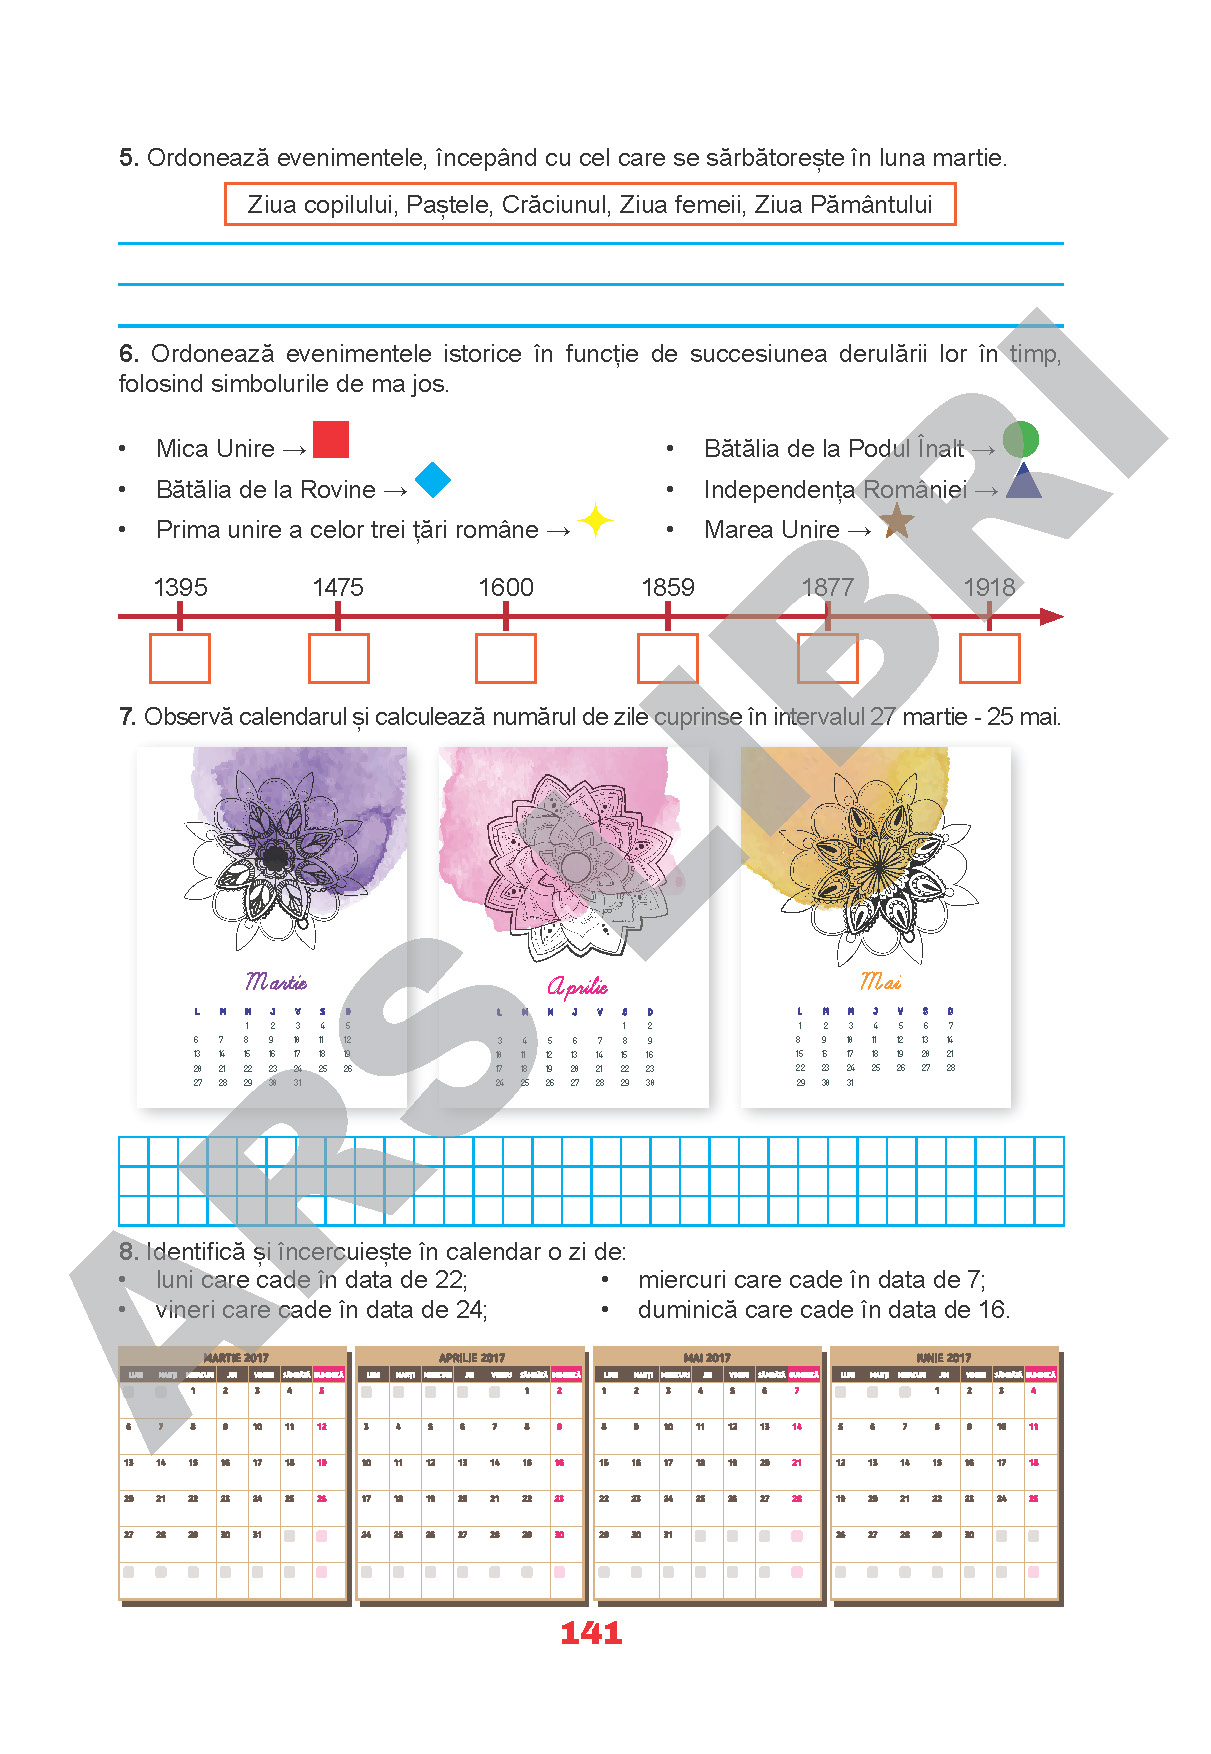 5. Ordonează evenimentele, începând cu cel care se sărbătorește în luna martie.
Ziua copilului, Paștele, Crăciunul, Ziua femeii, Ziua Pământului
6. Ordonează evenimentele istorice în funcție de succesiunea derulării lor în timp,
folosind simbolurile de ma jos.
• Mica Unire →
• Bătălia de la Rovine →
• Prima unire a celor trei țări române →
• Bătălia de la Podul Înalt →
• Independența României →
• Marea Unire →
1395 1475 1600 1859 1877 1918
7. Observă calendarul și calculează numărul de zile cuprinse în intervalul 27 martie - 25 mai.
Martie
L M M J V S D
1 2 3 4 5
6 7 8 9 10 11 12
13 14 15 16 17 18 19
20 21 22 23 24 25 26
27 28 29 30 31
Aprilie
L M M J V S D
1 2
3 4 5 6 7 8 9
10 11 12 13 14 15 16
17 18 19 20 21 22 23
24 25 26 27 28 29 30
Mai
L M M J V S D
1 2 3 4 5 6 7
8 9 10 11 12 13 14
15 16 17 18 19 20 21
22 23 24 25 26 27 28
29 30 31
8. Identifică și încercuiește în calendar o zi de:
• luni care cade în data de 22;
• vineri care cade în data de 24;
• miercuri care cade în data de 7;
• duminică care cade în data de 16.
MARTIE 2017
LUNI MARȚI MIERCURI JOI VINERI SÂMBĂTĂ DUMINICĂ
1 2 3 4 5
6 7 8 9 10 11 12
13 14 15 16 17 18 19
20 21 22 23 24 25 26
27 28 29 30 31
APRILIE 2017
LUNI MARȚI MIERCURI JOI VINERI SÂMBĂTĂ DUMINICĂ
1 2
3 4 5 6 7 8 9
10 11 12 13 14 15 16
17 18 19 20 21 22 23
24 25 26 27 28 29 30
MAI 2017
LUNI MARȚI MIERCURI JOI VINERI SÂMBĂTĂ DUMINICĂ
1 2 3 4 5 6 7
8 9 10 11 12 13 14
15 16 17 18 19 20 21
22 23 24 25 26 27 28
29 30 31
IUNIE 2017
LUNI MARȚI MIERCURI JOI VINERI SÂMBĂTĂ DUMINICĂ
1 2 3 4
5 6 7 8 9 10 11
12 13 14 15 16 17 18
19 20 21 22 23 24 25
26 27 28 29 30
141
ARS LIBRI